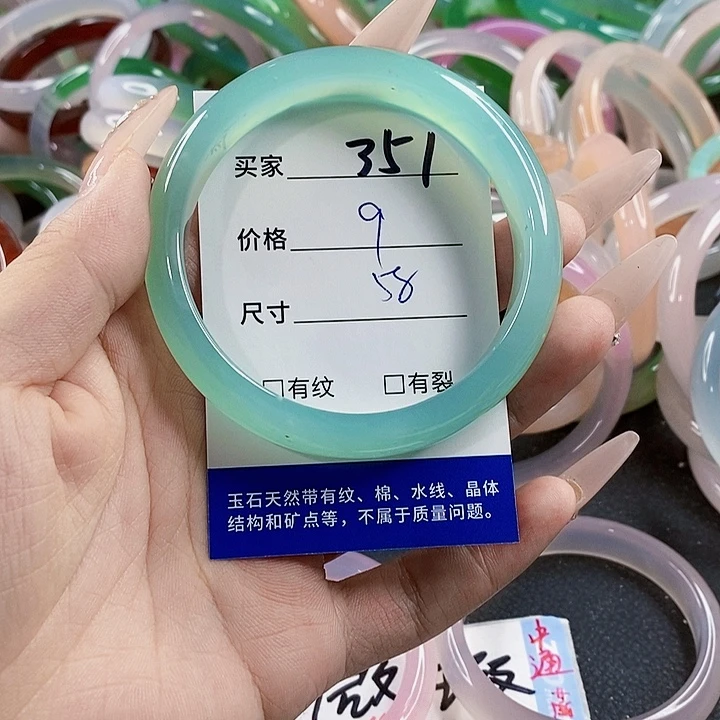 买家 351
价格 9
尺寸 58
□有纹 □有裂
玉石天然带有纹、棉、水线、晶体
结构和矿点等，不属于质量问题。
中通